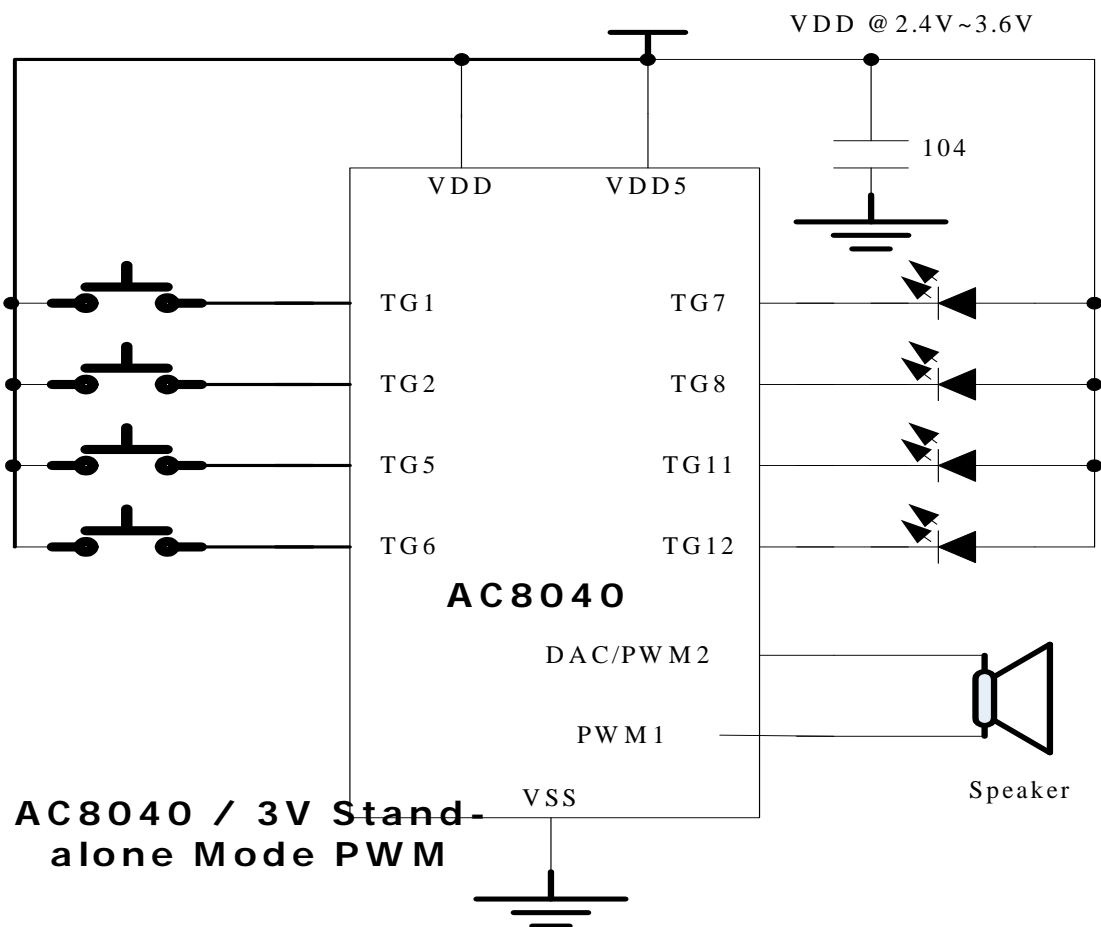 VDD @ 2.4V~3.6V
104
VDD VDD5
TG1 TG7
TG2 TG8
TG5 TG11
TG6 TG12
AC8040
DAC/PWM2
PWM1
Speaker
VSS
AC8040 / 3V Stand-
alone Mode PWM